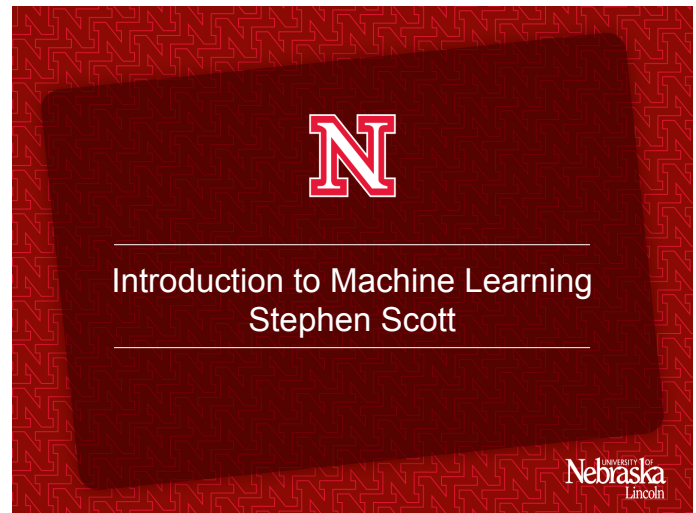 N
Introduction to Machine Learning
Stephen Scott
UNIVERSITY OF
Nebraska
Lincoln